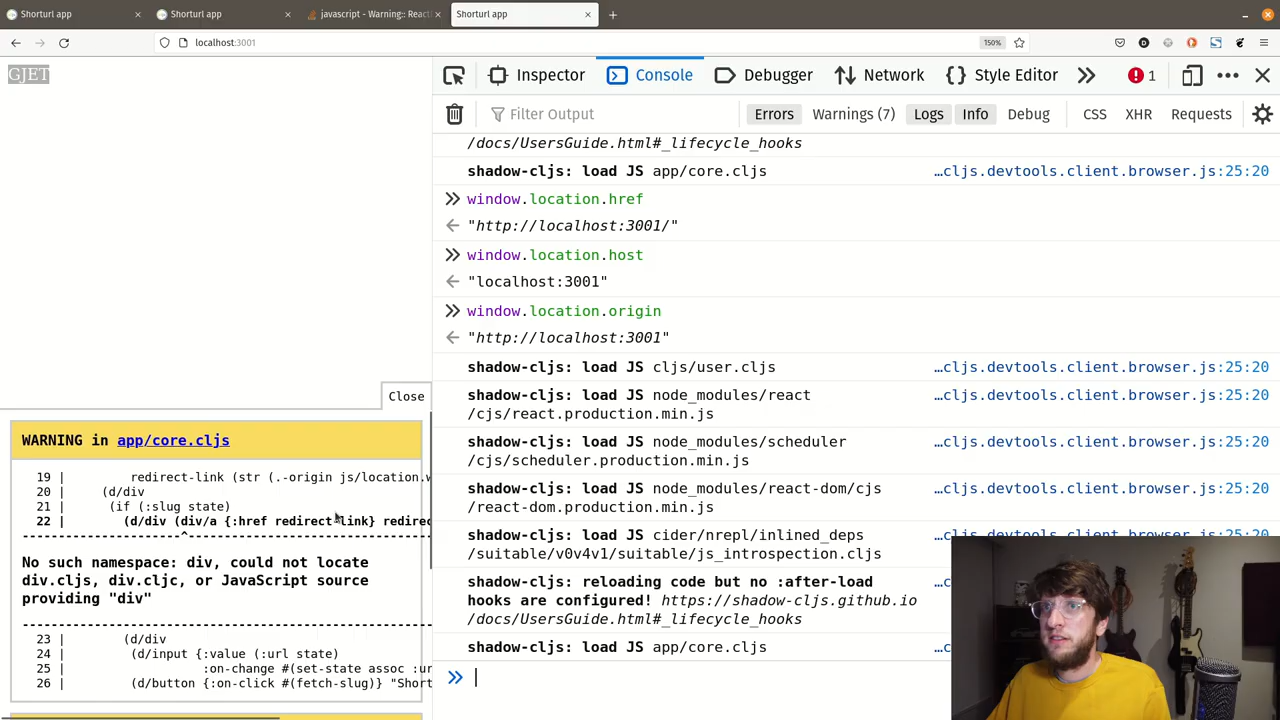 Shorturl app
Shorturl app
javascript - Warning:: React
Shorturl app
localhost:3001
150%
GJET
Inspector
Console
Debugger
Network
Style Editor
1
Filter Output
Errors
Warnings (7)
Logs
Info
Debug
CSS
XHR
Requests
/docs/UsersGuide.html#_lifecycle_hooks
shadow-cljs: load JS app/core.cljs
…cljs.devtools.client.browser.js:25:20
window.location.href
"http://localhost:3001/"
window.location.host
"localhost:3001"
window.location.origin
"http://localhost:3001"
shadow-cljs: load JS cljs/user.cljs
…cljs.devtools.client.browser.js:25:20
shadow-cljs: load JS node_modules/react
…cljs.devtools.client.browser.js:25:20
/cjs/react.production.min.js
shadow-cljs: load JS node_modules/scheduler
…cljs.devtools.client.browser.js:25:20
/cjs/scheduler.production.min.js
shadow-cljs: load JS node_modules/react-dom/cjs
…cljs.devtools.client.browser.js:25:20
/react-dom.production.min.js
shadow-cljs: load JS cider/nrepl/inlined_deps
…cljs.devtools.client.browser.js:25:20
/suitable/v0v4v1/suitable/js_introspection.cljs
shadow-cljs: reloading code but no :after-load
…c
hooks are configured! https://shadow-cljs.github.io
/docs/UsersGuide.html#_lifecycle_hooks
shadow-cljs: load JS app/core.cljs
…c
Close
WARNING in app/core.cljs
19 | redirect-link (str (.-origin js/location.w
20 | (d/div
21 | (if (:slug state)
22 | (d/div (div/a {:href redirect-link} redirec
No such namespace: div, could not locate
div.cljs, div.cljc, or JavaScript source
providing "div"
23 | (d/div
24 | (d/input {:value (:url state)
25 | :on-change #(set-state assoc :ur
26 | (d/button {:on-click #(fetch-slug)} "Short